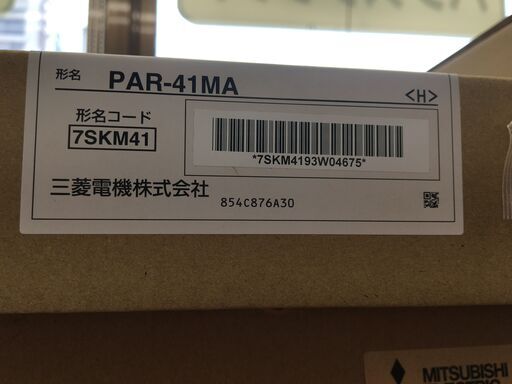 形名 PAR-41MA
<H>
形名コード
7SKM41
*7SKM4193W04675*
三菱電機株式会社
854C876A30
MITSUBISHI